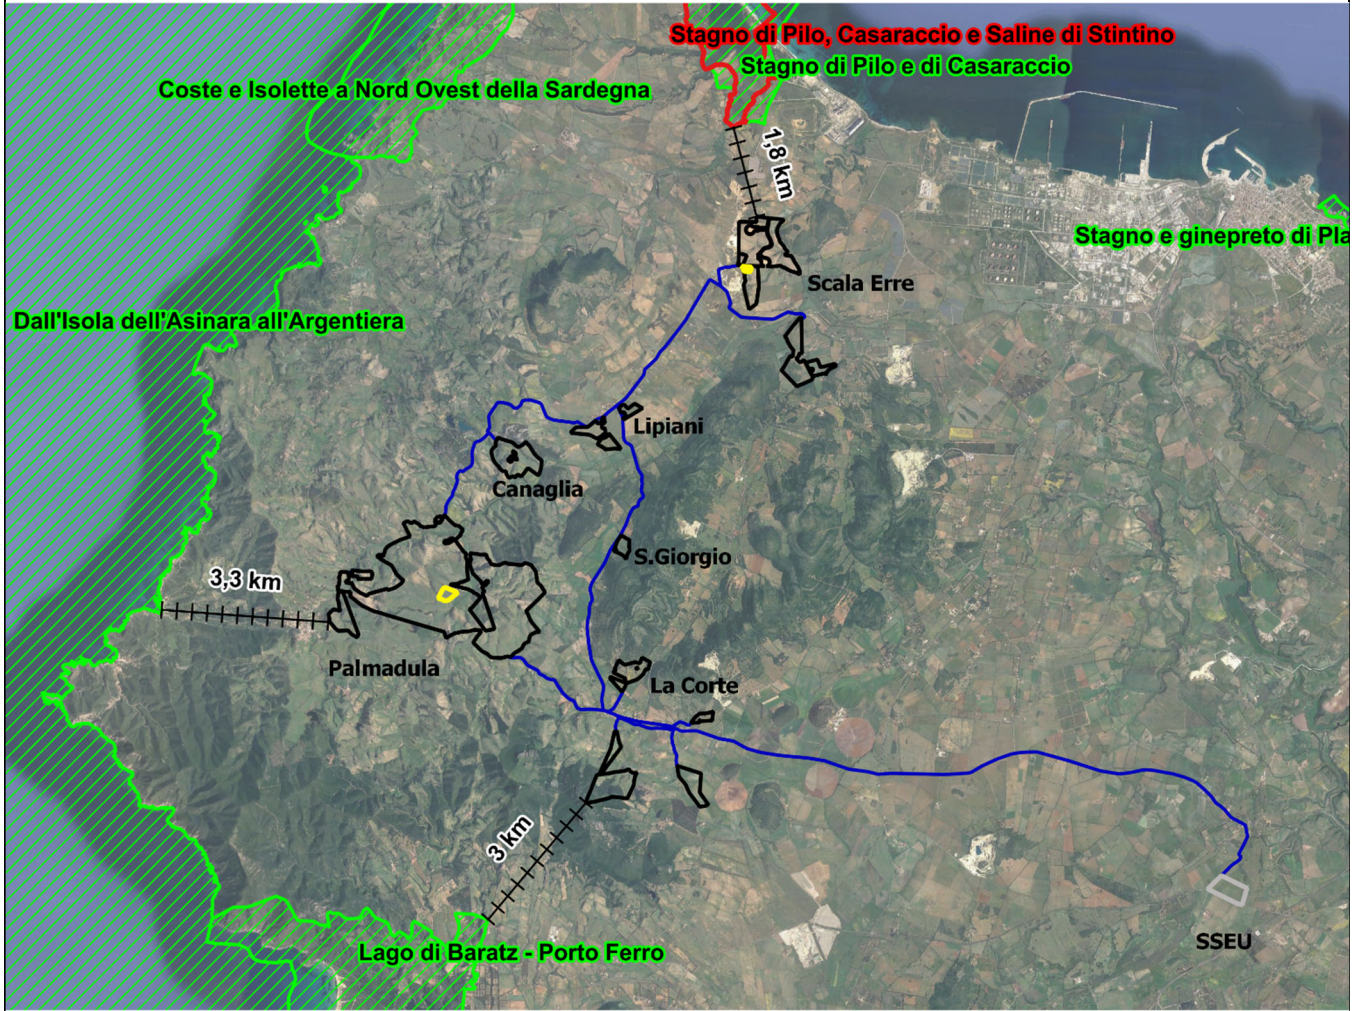 Stagno di Pilo, Casaraccio e Saline di Stintino
Stagno di Pilo e di Casaraccio
Coste e Isolette a Nord Ovest della Sardegna
1,8 km
Stagno e ginepreto di Pla
Scala Erre
Dall'Isola dell'Asinara all'Argentiera
Lipiani
Canaglia
S.Giorgio
3,3 km
Palmadula
La Corte
3 km
SSEU
Lago di Baratz - Porto Ferro